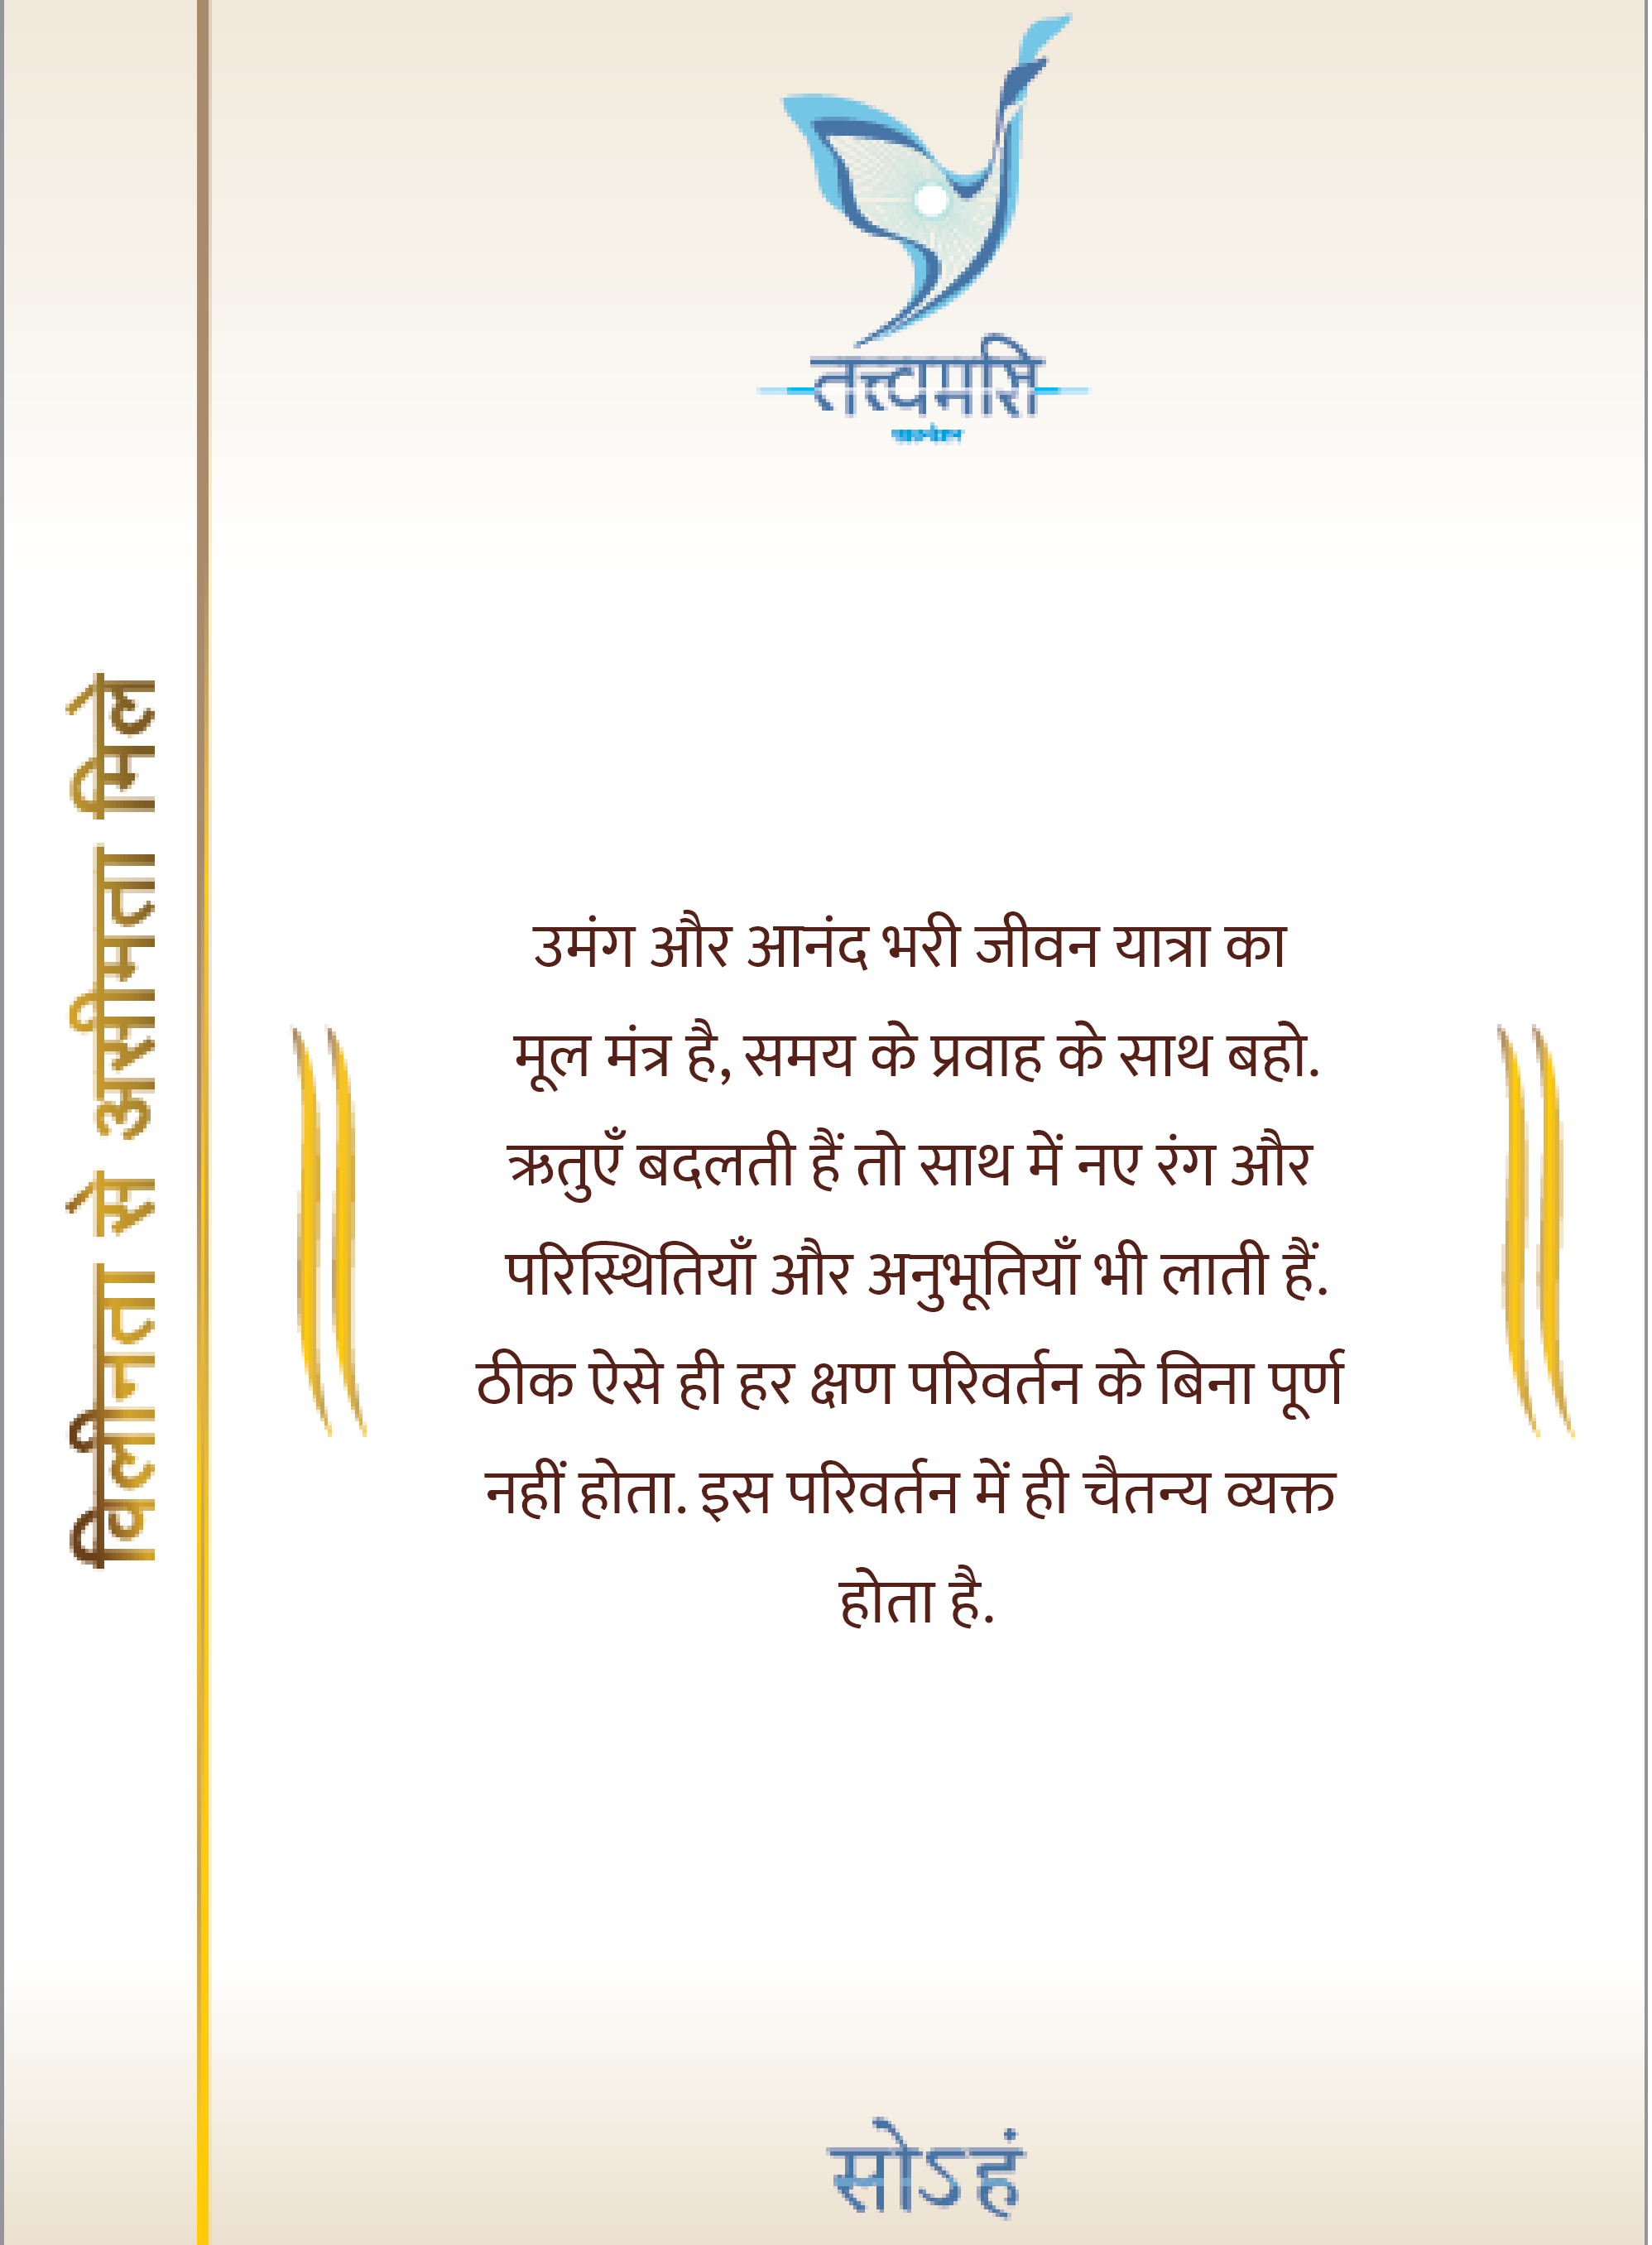 तत्त्वमसि
विलीनता से असीमता मिले
उमंग और आनंद भरी जीवन यात्रा का
मूल मंत्र है, समय के प्रवाह के साथ बहो.
ऋतुएँ बदलती हैं तो साथ में नए रंग और
परिस्थितियाँ और अनुभूतियाँ भी लाती हैं.
ठीक ऐसे ही हर क्षण परिवर्तन के बिना पूर्ण
नहीं होता. इस परिवर्तन में ही चैतन्य व्यक्त
होता है.
सोऽहं